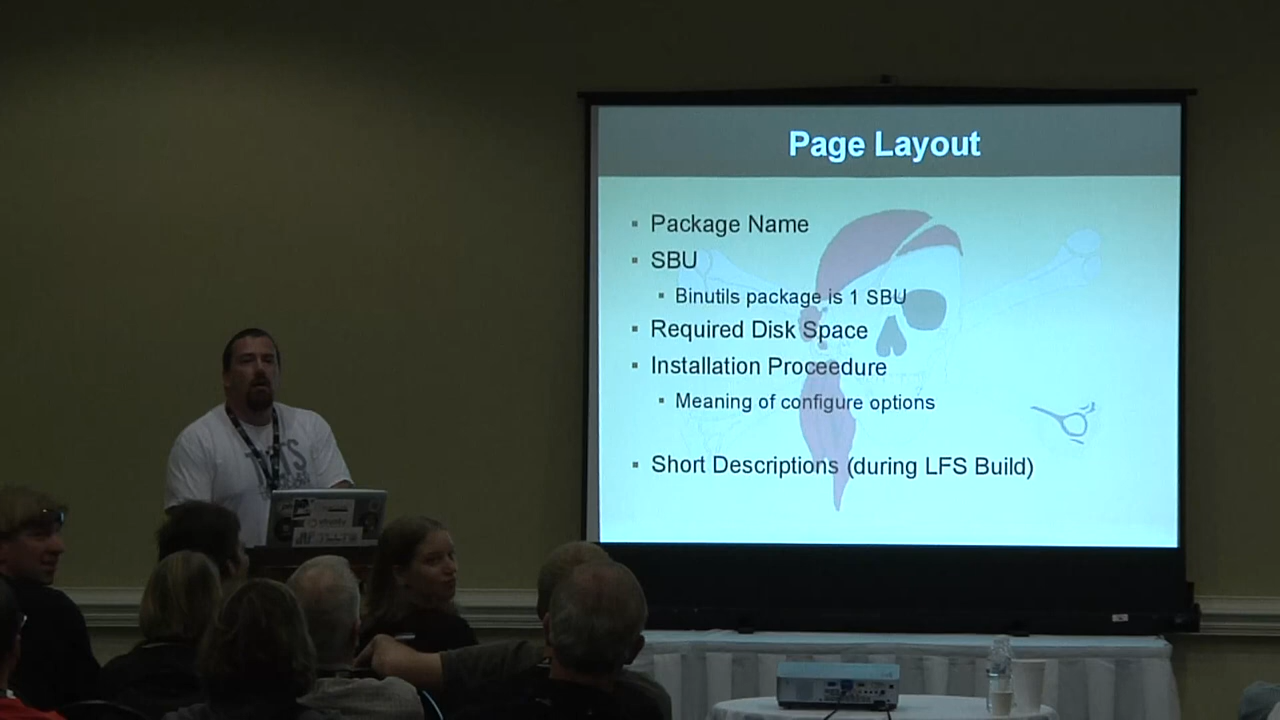 Page Layout
Package Name
SBU
Binutils package is 1 SBU
Required Disk Space
Installation Proceedure
Meaning of configure options
Short Descriptions (during LFS Build)